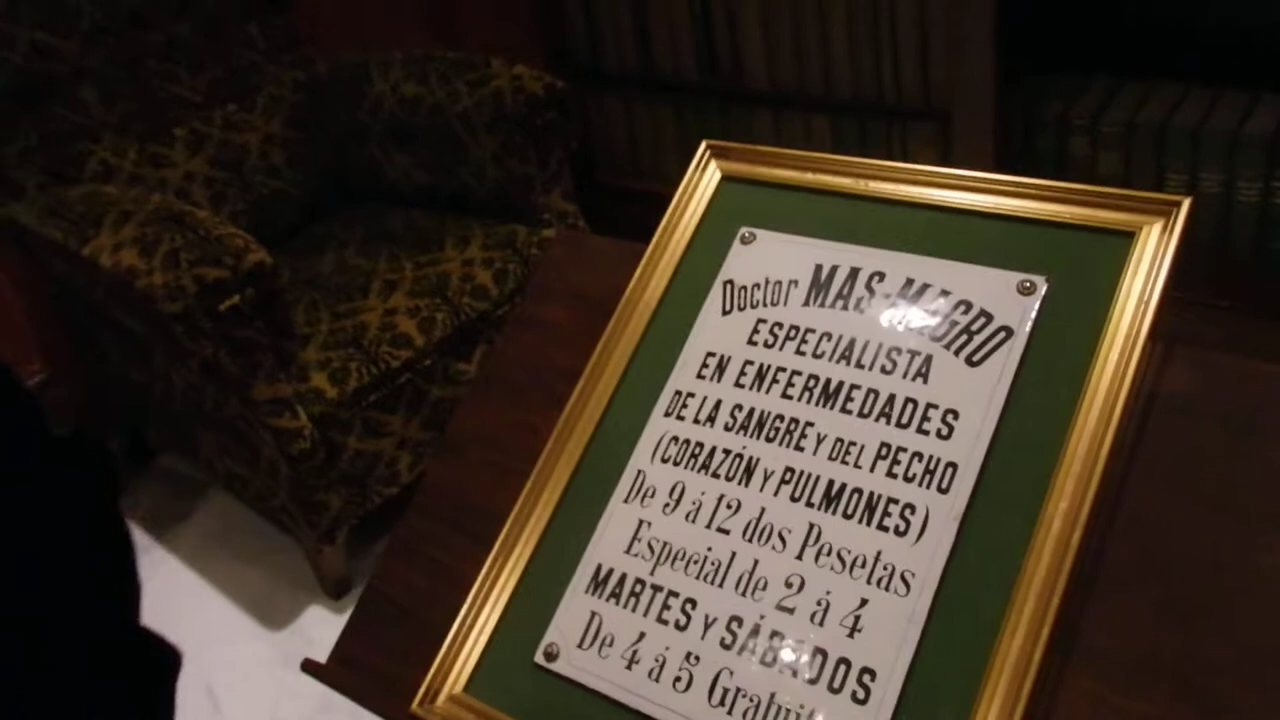 Doctor MAS-MAGRO
ESPECIALISTA
EN ENFERMEDADES
DE LA SANGRE Y DEL PECHO
(CORAZÓN Y PULMONES)
De 9 á 12 dos Pesetas
Especial de 2 á 4
MARTES Y SÁBADOS
De 4 á 5